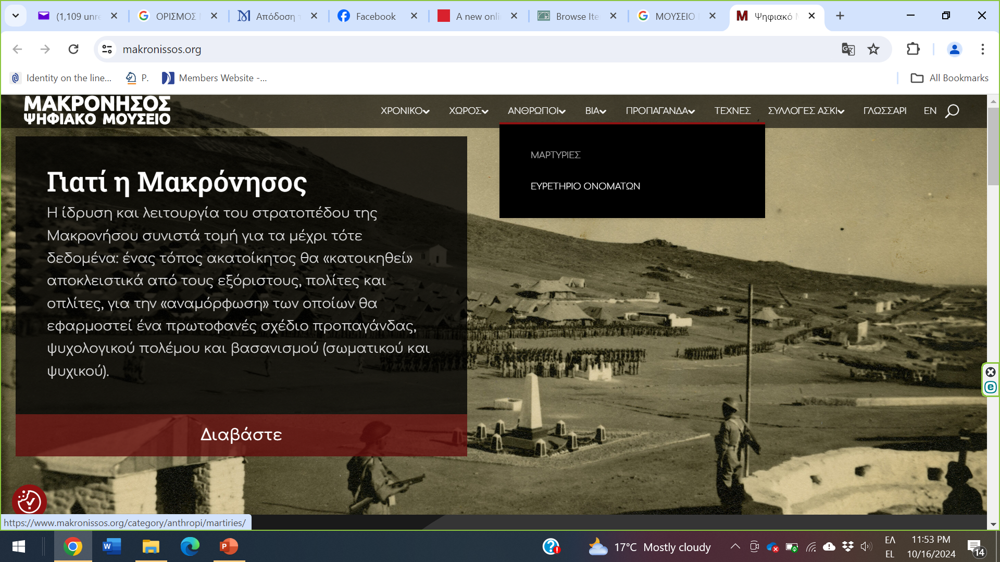 (1,109 unre
ΟΡΙΣΜΟΣ
Απόδοση
Facebook
A new onli
Browse Ite
ΜΟΥΣΕΙΟ
Ψηφιακό
makronissos.org
Identity on the line...
P.
Members Website -...
All Bookmarks
ΜΑΚΡΟΝΗΣΟΣ
ΨΗΦΙΑΚΟ ΜΟΥΣΕΙΟ
ΧΡΟΝΙΚΟ ΧΩΡΟΣ ΑΝΘΡΩΠΟΙ ΒΙΑ ΠΡΟΠΑΓΑΝΔΑ ΤΕΧΝΕΣ ΣΥΛΛΟΓΕΣ ΑΣΚΙ ΓΛΩΣΣΑΡΙ EN
ΜΑΡΤΥΡΙΕΣ
ΕΥΡΕΤΗΡΙΟ ΟΝΟΜΑΤΩΝ
Γιατί η Μακρόνησος
Η ίδρυση και λειτουργία του στρατοπέδου της
Μακρονήσου συνιστά τομή για τα μέχρι τότε
δεδομένα: ένας τόπος ακατοίκητος θα «κατοικηθεί»
αποκλειστικά από τους εξόριστους, πολίτες και
οπλίτες, για την «αναμόρφωση» των οποίων θα
εφαρμοστεί ένα πρωτοφανές σχέδιο προπαγάνδας,
ψυχολογικού πολέμου και βασανισμού (σωματικού και
ψυχικού).
Διαβάστε
https://www.makronissos.org/category/anthropi/martiries/
17°C Mostly cloudy
ΕΛ
EL
11:53 PM
10/16/2024
14